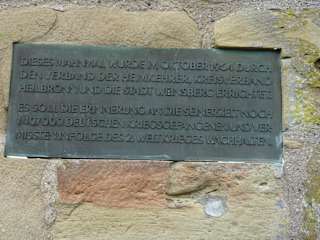 DIESES MAHNMAL WURDE IM OKTOBER 1954 DURCH
DEN VERBAND DER HEIMKEHRER, KREISVERBAND
HEILBRONN UND DIE STADT WEINSBERG ERRICHTET.
ES SOLL DIE ERINNERUNG AN DIE SEINERZEIT NOCH
DEUTSCHEN KRIEGSGEFANGENEN UND VER
MISSTEN INFOLGE DES 2. WELTKRIEGES WACHHALTEN.